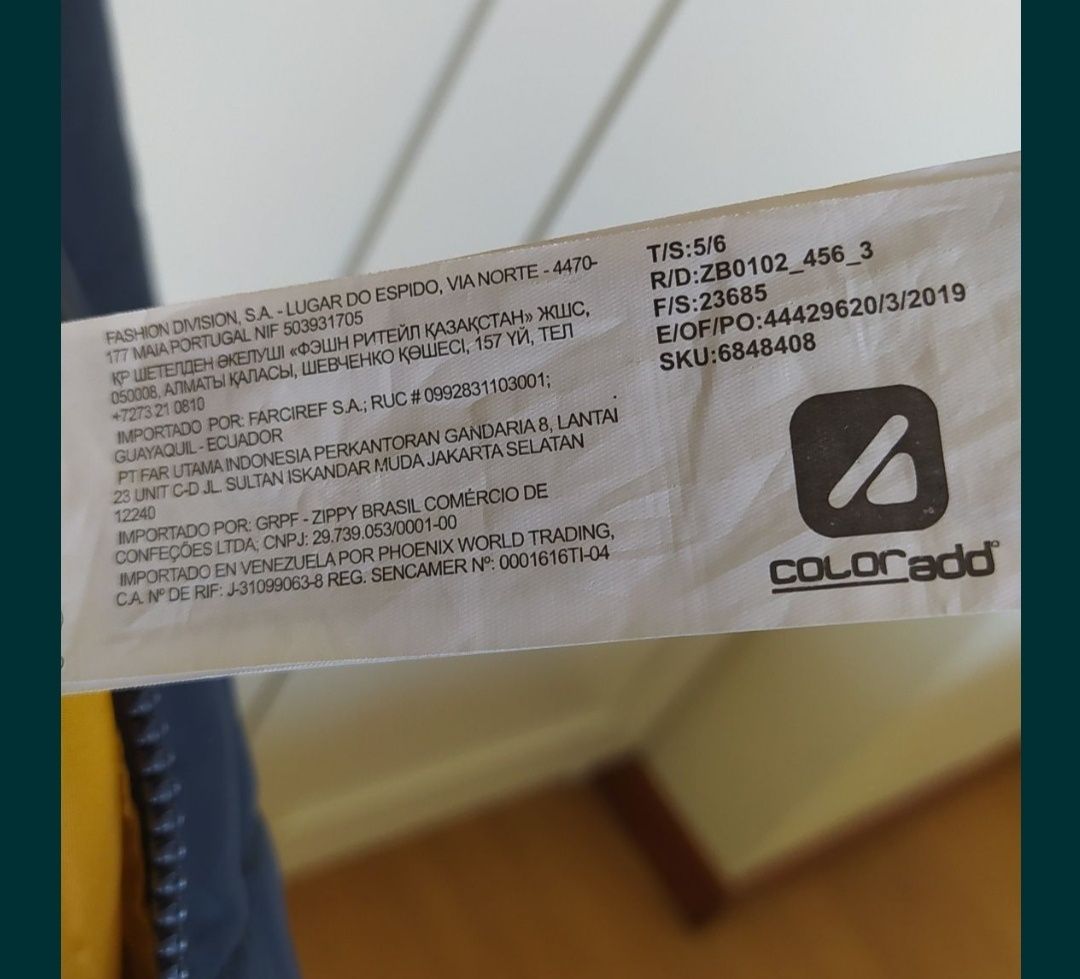 FASHION DIVISION, S.A. - LUGAR DO ESPIDO, VIA NORTE - 4470-
177 MAIA PORTUGAL NIF 503931705
ҚР ШЕТЕЛДЕН ӘКЕЛУШІ «ФЭШН РИТЕЙЛ ҚАЗАҚСТАН» ЖШС,
050008, АЛМАТЫ ҚАЛАСЫ, ШЕВЧЕНКО КӨШЕСІ, 157 ҮЙ, ТЕЛ
+7273 21 0810
IMPORTADO POR: FARCIREF S.A.; RUC # 0992831103001;
GUAYAQUIL - ECUADOR
PT FAR UTAMA INDONESIA PERKANTORAN GANDARIA 8, LANTAI
23 UNIT C-D JL. SULTAN ISKANDAR MUDA JAKARTA SELATAN
12240
IMPORTADO POR: GRPF - ZIPPY BRASIL COMÉRCIO DE
CONFEÇÕES LTDA; CNPJ: 29.739.053/0001-00
IMPORTADO EN VENEZUELA POR PHOENIX WORLD TRADING,
C.A. Nº DE RIF: J-31099063-8 REG. SENCAMER Nº: 0001616TI-04
T/S:5/6
R/D:ZB0102_456_3
F/S:23685
E/OF/PO:44429620/3/2019
SKU:6848408
coloradd